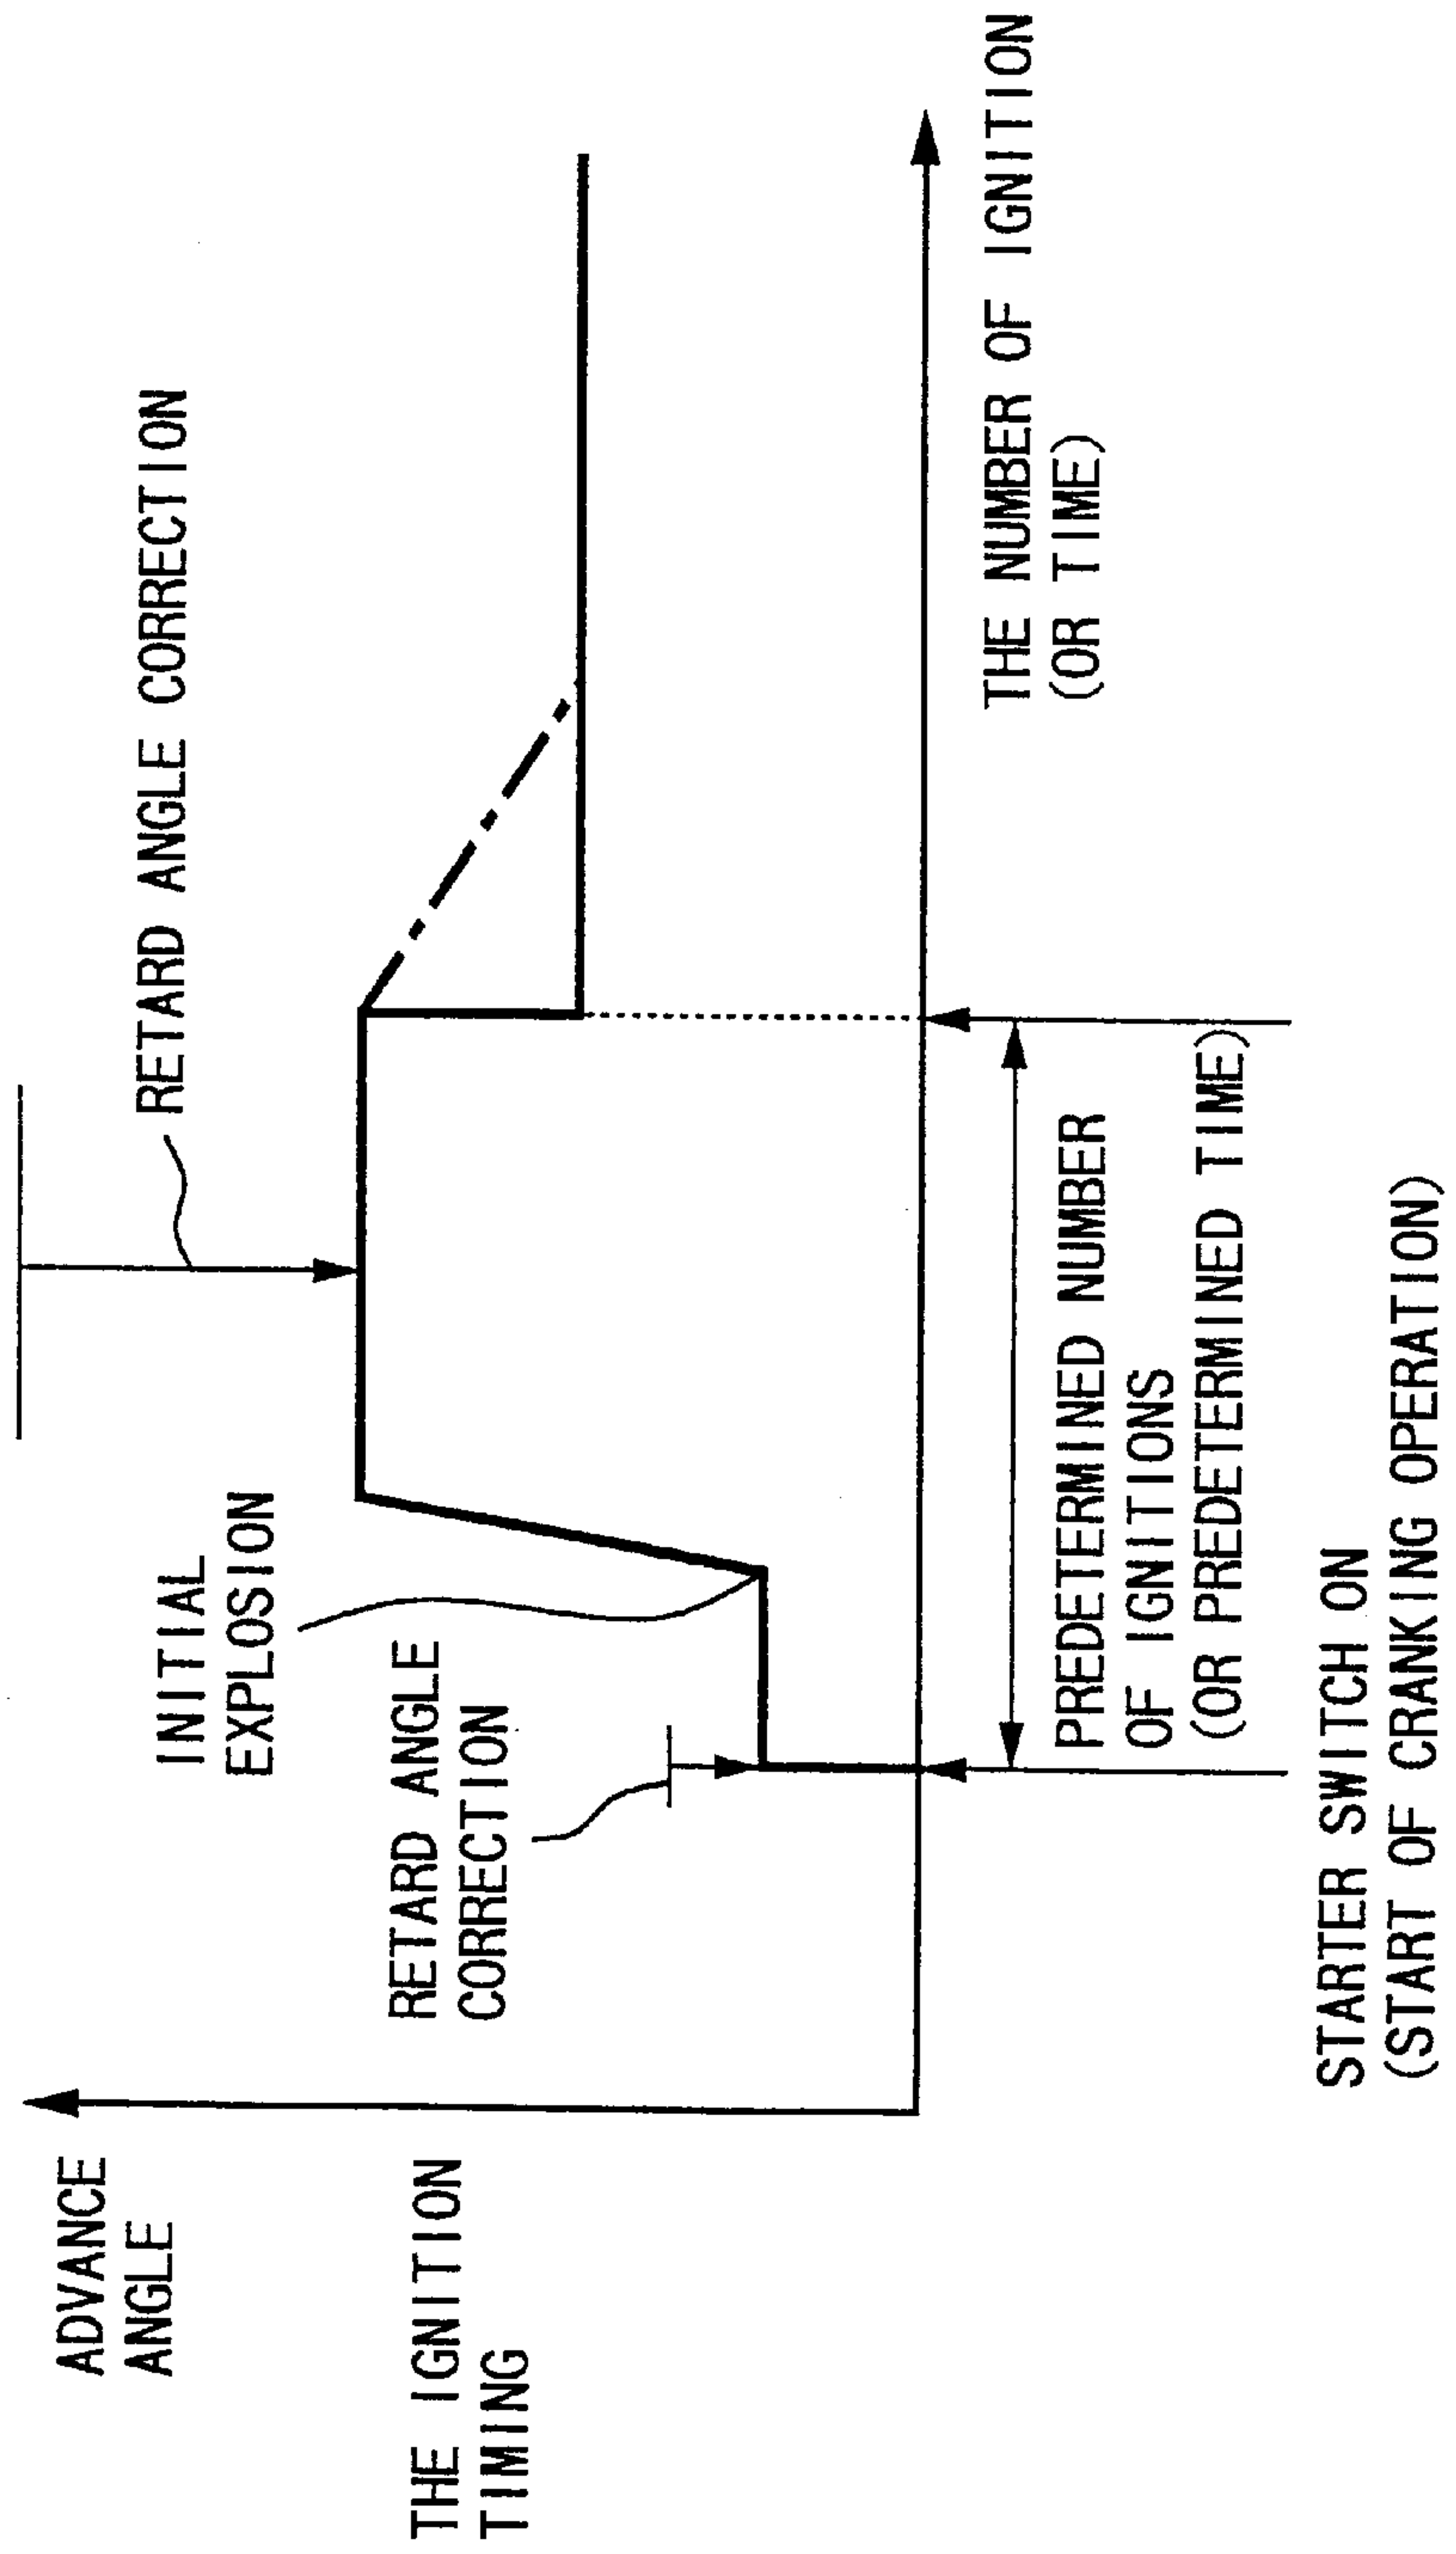 ADVANCE
ANGLE
THE IGNITION
TIMING
INITIAL
EXPLOSION
RETARD ANGLE CORRECTION
RETARD ANGLE
CORRECTION
THE NUMBER OF IGNITION
(OR TIME)
PREDETERMINED NUMBER
OF IGNITIONS
(OR PREDETERMINED TIME)
STARTER SWITCH ON
(START OF CRANKING OPERATION)